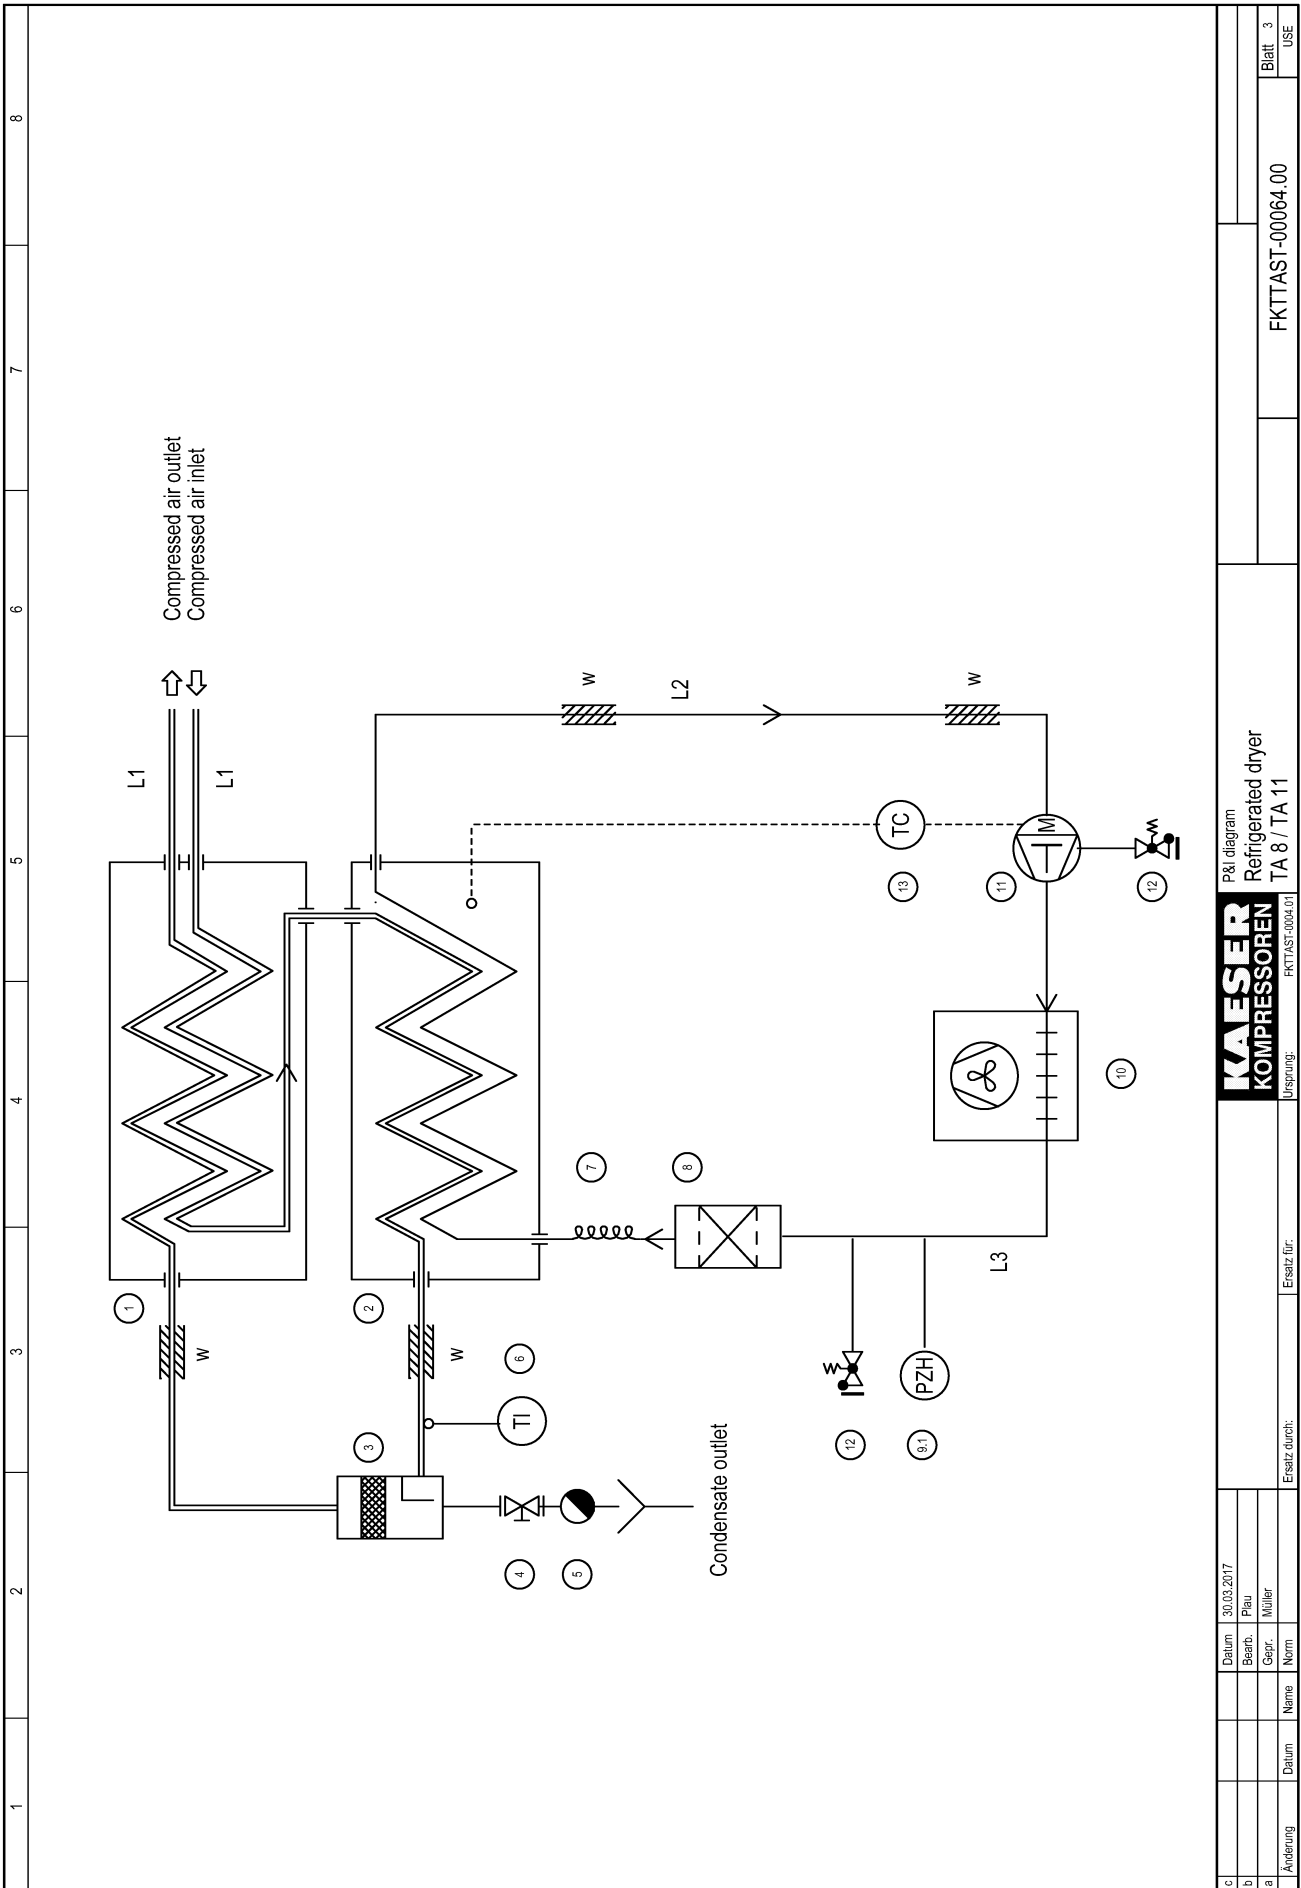 1
2
3
4
5
6
7
8
Compressed air outlet
Compressed air inlet
L1
L1
1
W
2
W
3
TI
6
4
5
Condensate outlet
7
8
W
L2
W
TC
13
M
11
12
10
L3
12
PZH
9.1
c
b
a
Änderung
Datum
Name
Datum 30.03.2017
Bearb. Plau
Gepr. Müller
Norm
Ersatz durch:
Ersatz für:
KAESER
KOMPRESSOREN
Ursprung: FKTTAST-0004.01
P&I diagram
Refrigerated dryer
TA 8 / TA 11
FKTTAST-00064.00
Blatt 3
USE